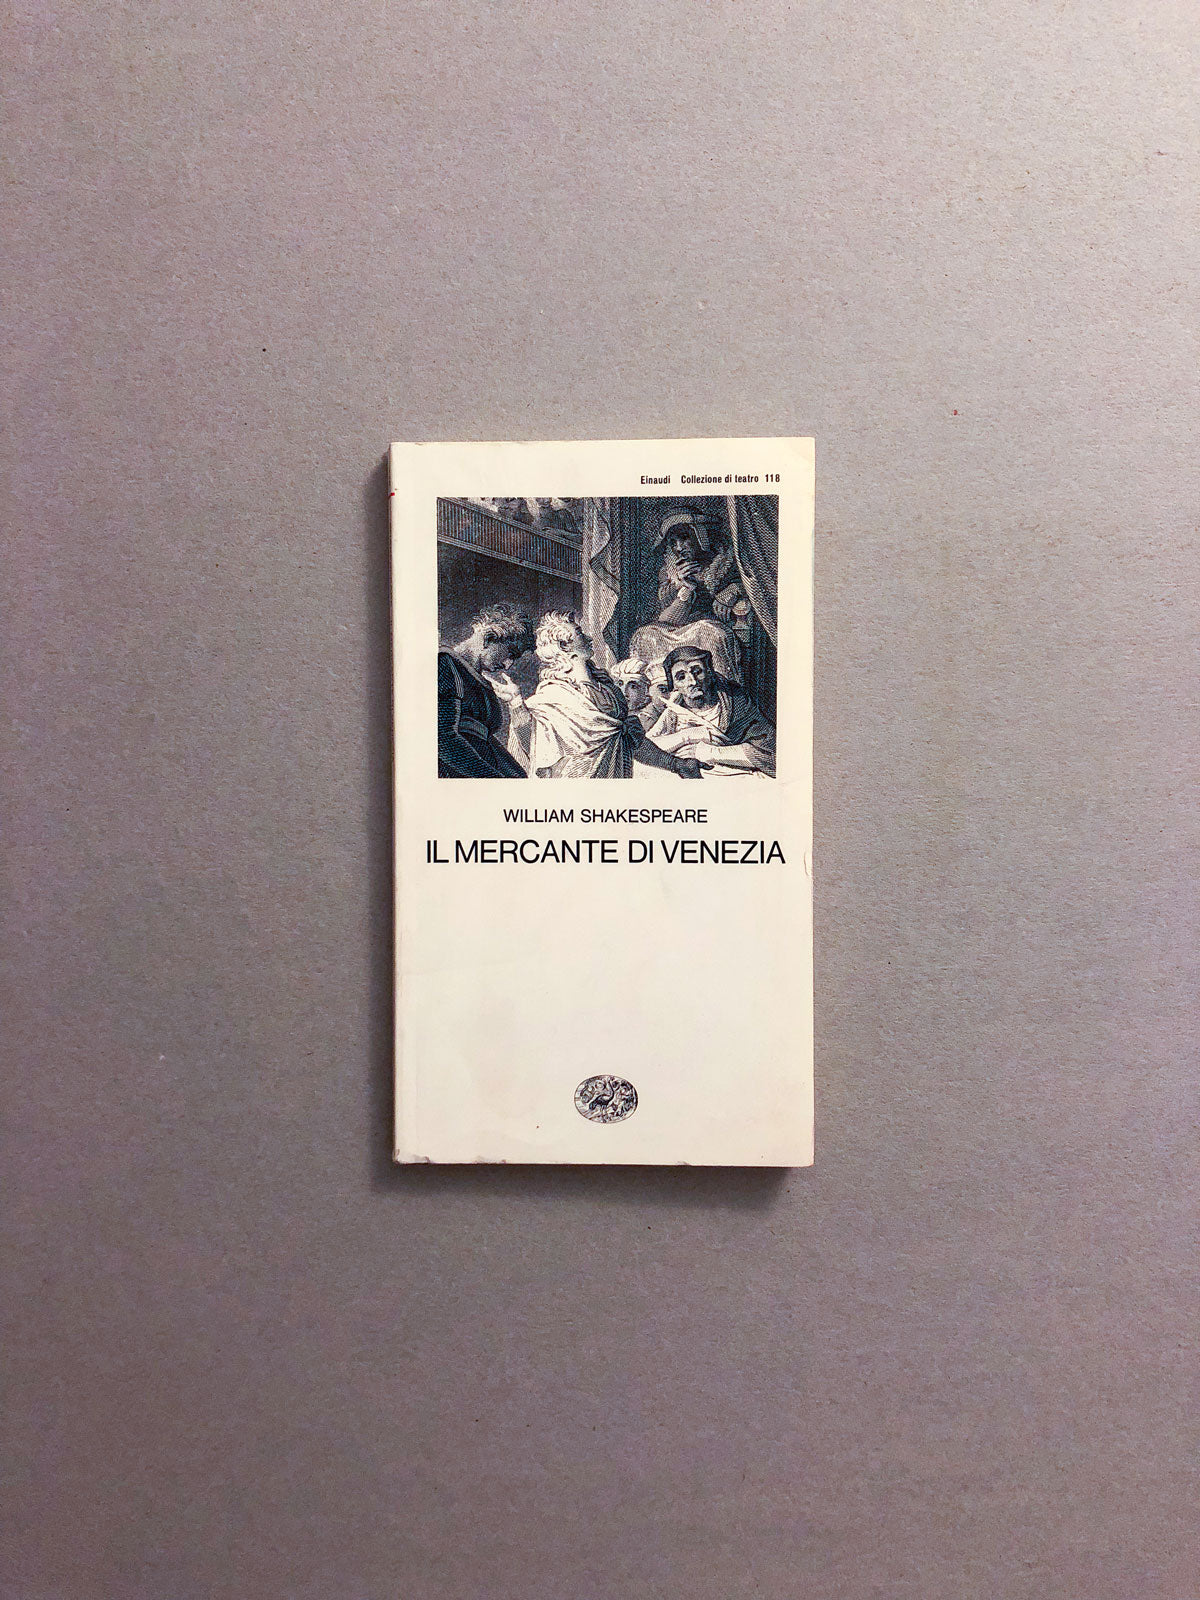 Einaudi Collezione di teatro 118
WILLIAM SHAKESPEARE
IL MERCANTE DI VENEZIA